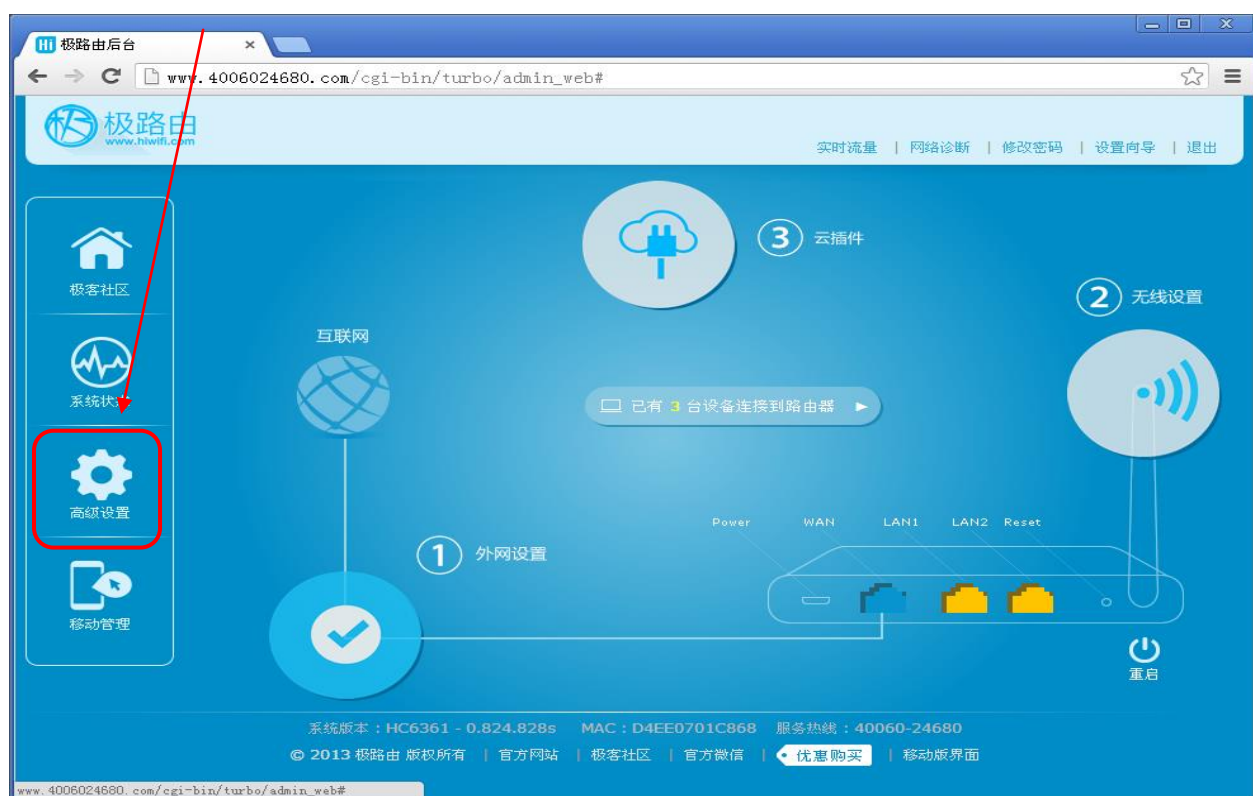 极路由后台
www.4006024680.com/cgi-bin/turbo/admin_web#
极路由
www.hiwifi.com
实时流量 | 网络诊断 | 修改密码 | 设置向导 | 退出
3 云插件
极客社区
2 无线设置
互联网
系统状态
已有 3 台设备连接到路由器
高级设置
Power WAN LAN1 LAN2 Reset
1 外网设置
移动管理
重启
系统版本：HC6361 - 0.824.828s MAC：D4EE0701C868 服务热线：40060-24680
© 2013 极路由 版权所有 | 官方网站 | 极客社区 | 官方微信 | 优惠购买 | 移动版界面
www.4006024680.com/cgi-bin/turbo/admin_web#